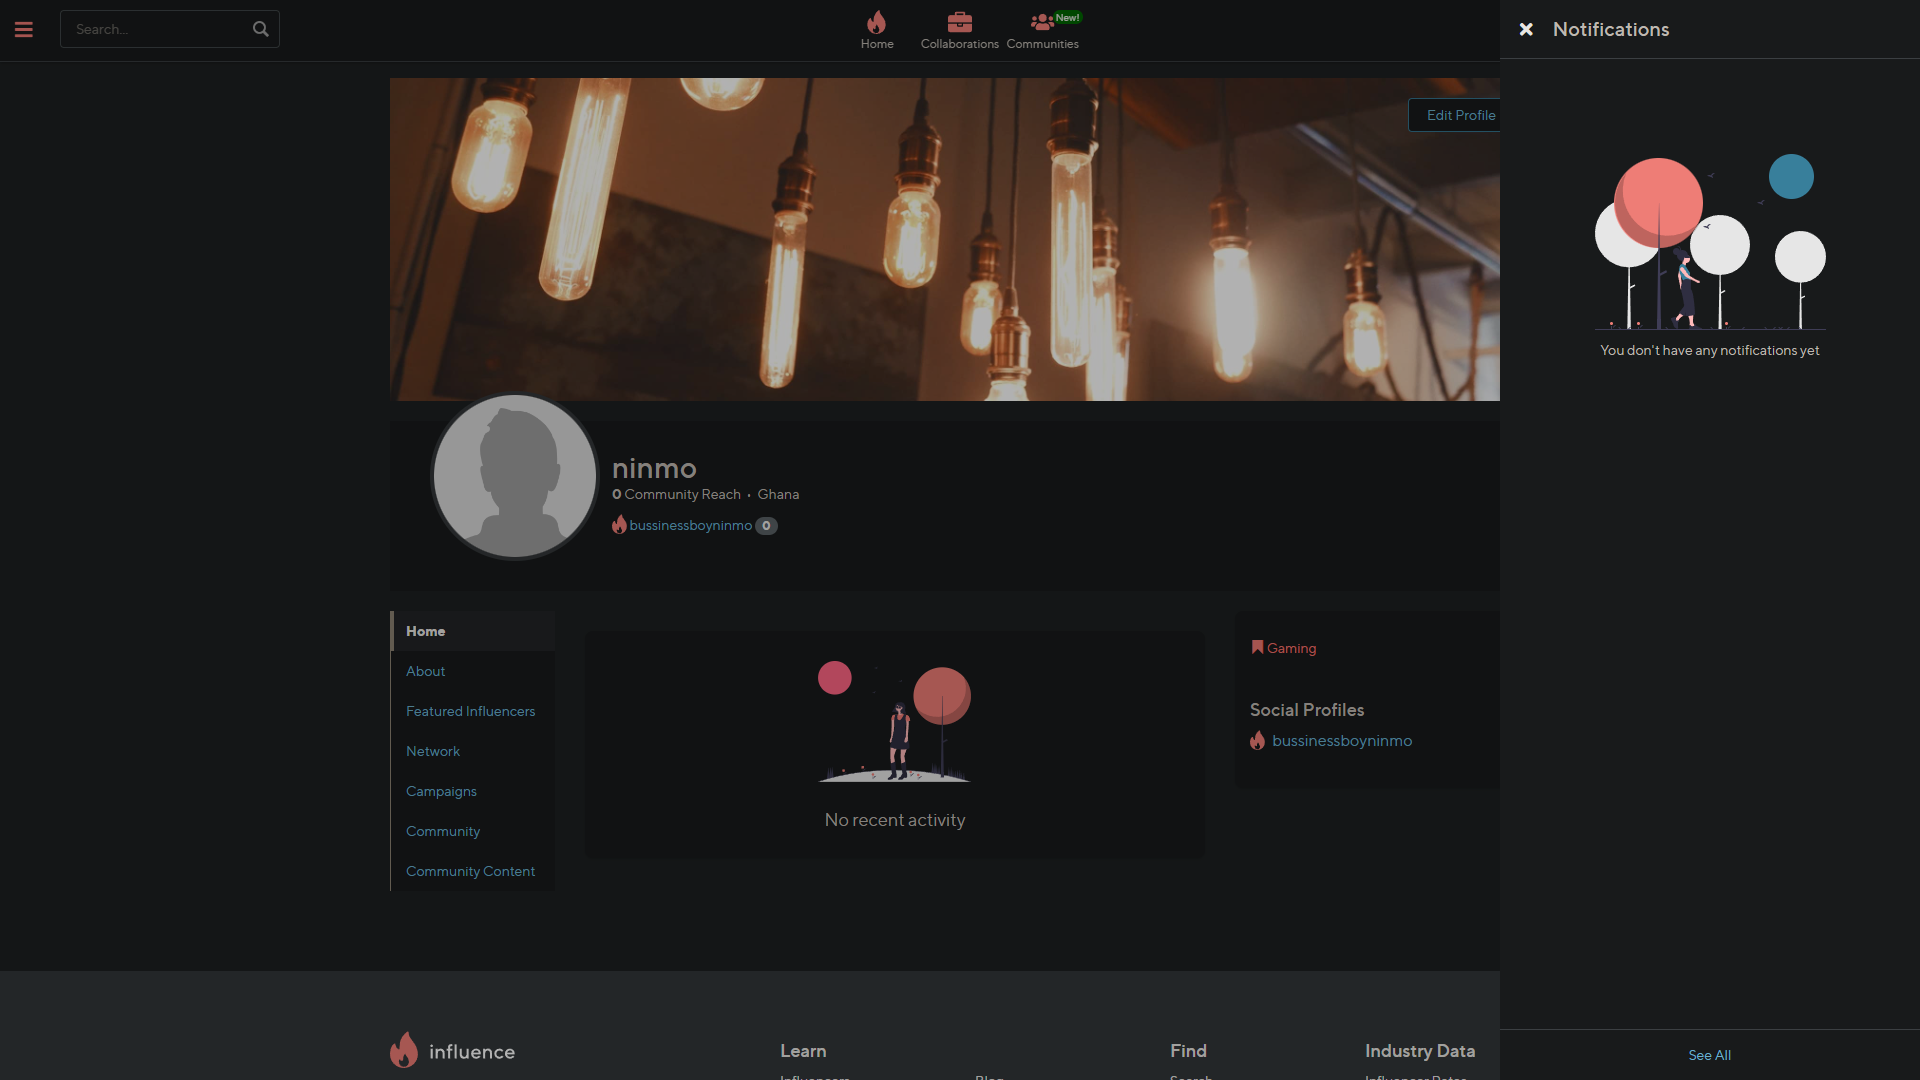 Search...
Home
Collaborations
Communities
New!
Notifications
Edit Profile
You don't have any notifications yet
ninmo
0 Community Reach • Ghana
bussinessboyninmo 0
Home
About
Featured Influencers
Network
Campaigns
Community
Community Content
No recent activity
Gaming
Social Profiles
bussinessboyninmo
See All
influence
Learn
Find
Industry Data